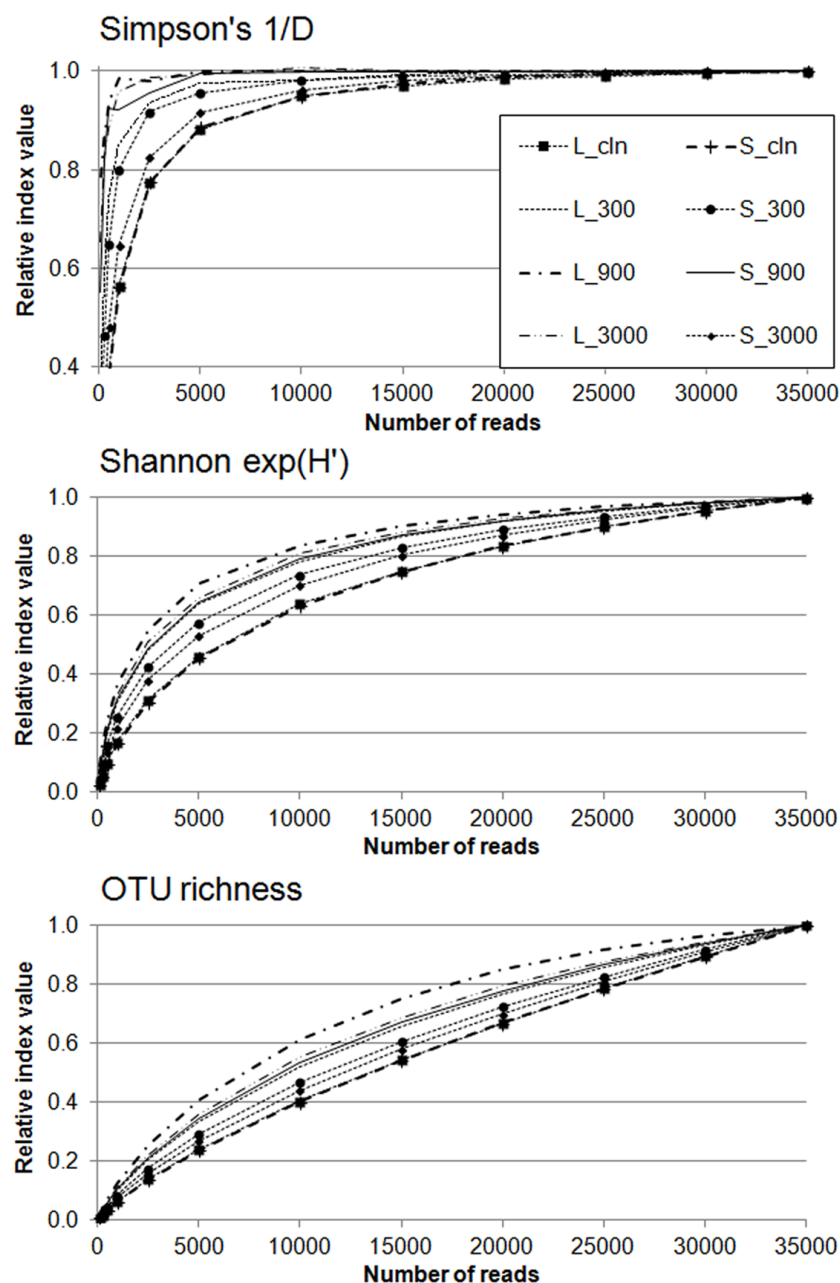 Simpson's 1/D
Relative index value
1.0
0.8
0.6
0.4
0 5000 10000 15000 20000 25000 30000 35000
Number of reads
L_cln S_cln
L_300 S_300
L_900 S_900
L_3000 S_3000
Shannon exp(H')
Relative index value
1.0
0.8
0.6
0.4
0.2
0.0
0 5000 10000 15000 20000 25000 30000 35000
Number of reads
OTU richness
Relative index value
1.0
0.8
0.6
0.4
0.2
0.0
0 5000 10000 15000 20000 25000 30000 35000
Number of reads